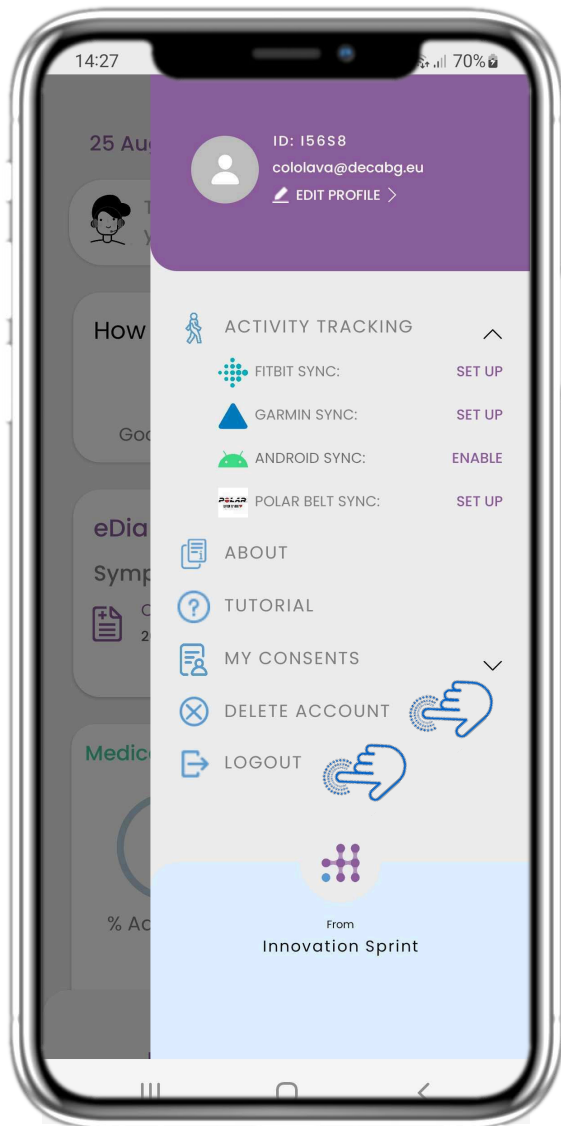 14:27
70%
25 Au
ID: I56S8
cololava@decabg.eu
EDIT PROFILE
How
ACTIVITY TRACKING
FITBIT SYNC: SET UP
GARMIN SYNC: SET UP
Goo
ANDROID SYNC: ENABLE
POLAR
POLAR BELT SYNC: SET UP
eDia
ABOUT
Symp
TUTORIAL
MY CONSENTS
DELETE ACCOUNT
Medic
LOGOUT
% Ad
From
Innovation Sprint